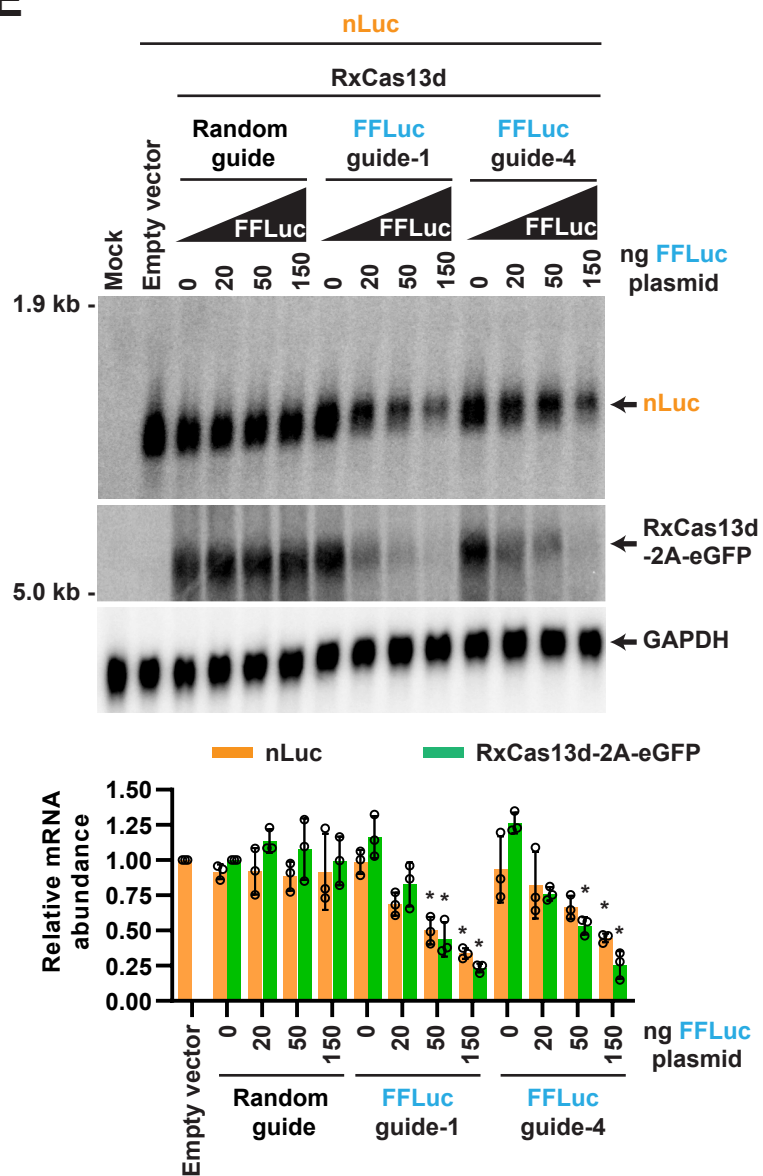 E
nLuc
RxCas13d
Random
guide
FFLuc
guide-1
FFLuc
guide-4
FFLuc
FFLuc
FFLuc
Mock
Empty vector
0
20
50
150
0
20
50
150
0
20
50
150
ng FFLuc
plasmid
1.9 kb -
nLuc
RxCas13d
-2A-eGFP
5.0 kb -
GAPDH
nLuc
RxCas13d-2A-eGFP
Relative mRNA
abundance
1.50
1.25
1.00
0.75
0.50
0.25
0.00
* *
* *
*
*
*
Empty vector
0
20
50
150
0
20
50
150
0
20
50
150
ng FFLuc
plasmid
Random
guide
FFLuc
guide-1
FFLuc
guide-4